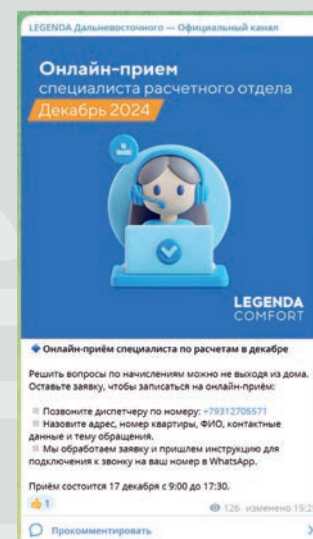 LEGENDA Дальневосточного — Официальный канал
Онлайн-прием
специалиста расчетного отдела
Декабрь 2024
LEGENDA
COMFORT
Онлайн-приём специалиста по расчетам в декабре
Решить вопросы по начислениям можно не выходя из дома.
Оставьте заявку, чтобы записаться на онлайн-приём:
Позвоните диспетчеру по номеру: +79312705571
Назовите адрес, номер квартиры, ФИО, контактные
данные и тему обращения.
Мы обработаем заявку и пришлем инструкцию для
подключения к звонку на ваш номер в WhatsApp.
Приём состоится 17 декабря с 9:00 до 17:30.
1
126 изменено 15:2
Прокомментировать